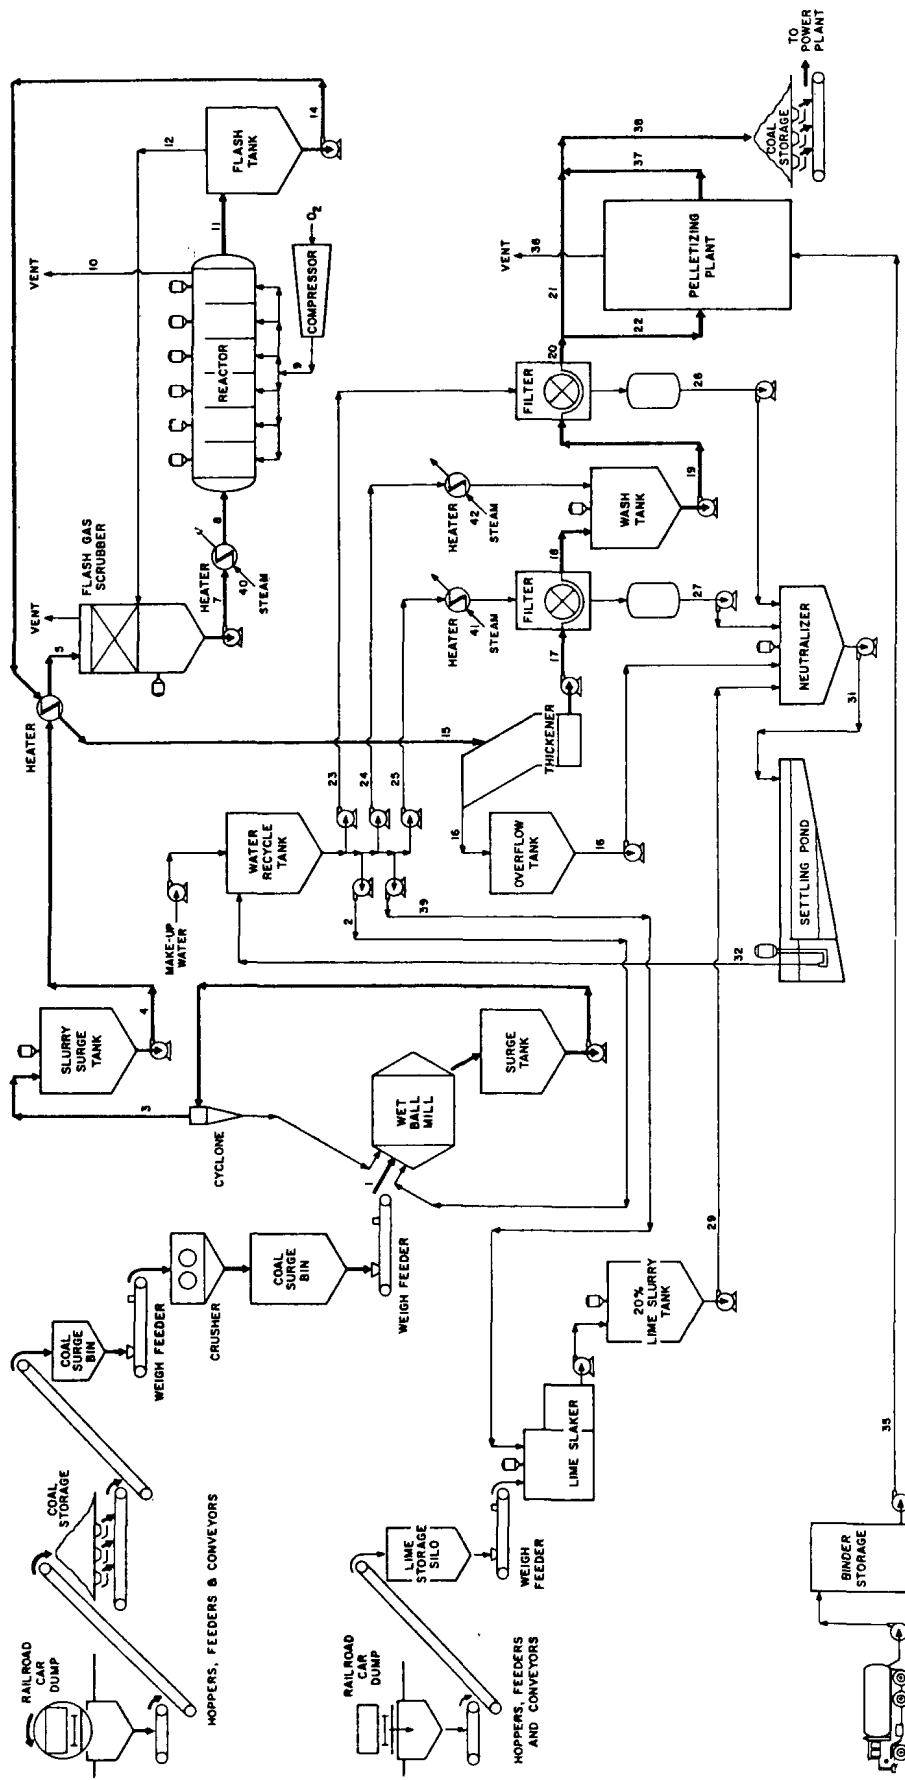 RAILROAD
CAR
DUMP
HOPPERS, FEEDERS & CONVEYORS
COAL
STORAGE
COAL
SURGE
BIN
WEIGH FEEDER
CRUSHER
COAL
SURGE
BIN
WEIGH FEEDER
1
CYCLONE
3
WET
BALL
MILL
SURGE
TANK
SLURRY
SURGE
TANK
4
HEATER
5
VENT
FLASH GAS
SCRUBBER
7
HEATER
40
STEAM
8
REACTOR
9
VENT
10
COMPRESSOR
O2
11
12
FLASH
TANK
14
MAKE-UP
WATER
WATER
RECYCLE
TANK
2
39
23
24
25
15
16
OVERFLOW
TANK
16
THICKENER
17
HEATER
41
STEAM
HEATER
42
STEAM
FILTER
18
WASH
TANK
19
FILTER
20
21
22
26
27
VENT
36
PELLETIZING
PLANT
37
38
COAL
STORAGE
TO
POWER
PLANT
NEUTRALIZER
31
SETTLING POND
32
RAILROAD
CAR
DUMP
HOPPERS, FEEDERS
AND CONVEYORS
LIME
STORAGE
SILO
WEIGH
FEEDER
LIME SLAKER
20%
LIME SLURRY
TANK
29
BINDER
STORAGE
35